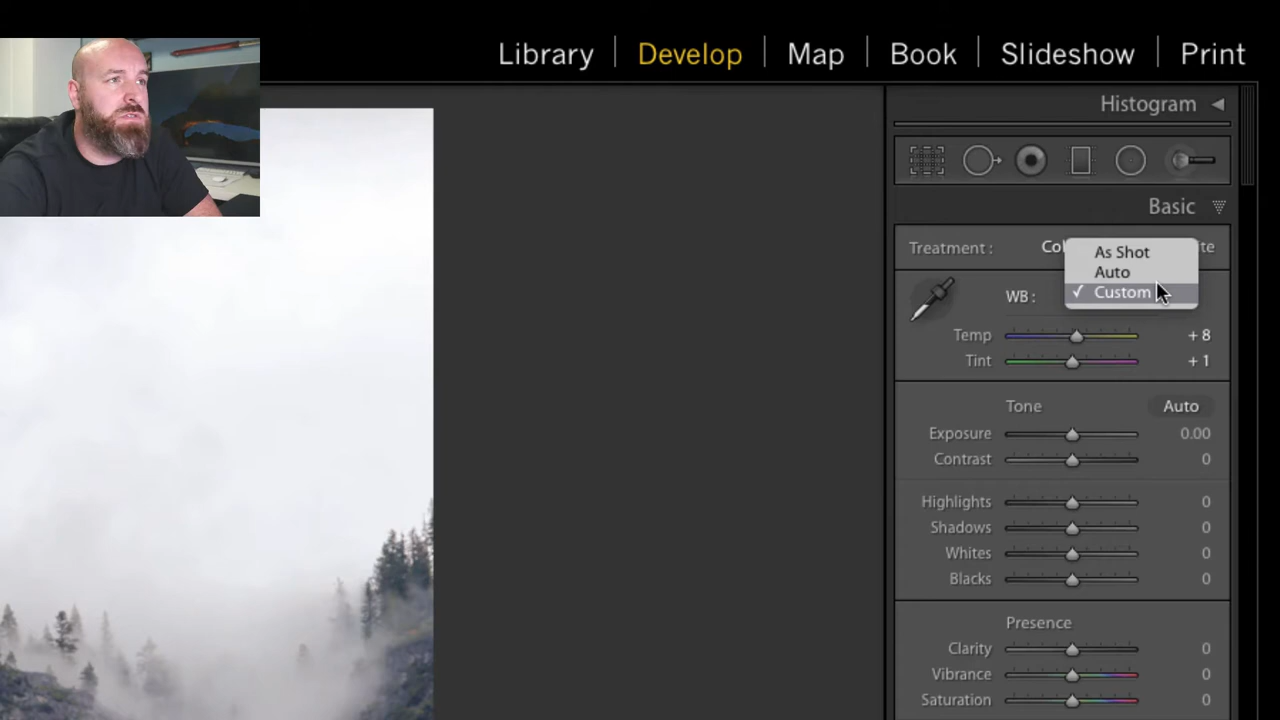 Library | Develop | Map | Book | Slideshow | Print
Histogram
Basic
Treatment :
As Shot
Auto
WB : ✓ Custom
Temp +8
Tint +1
Tone Auto
Exposure 0.00
Contrast 0
Highlights 0
Shadows 0
Whites 0
Blacks 0
Presence
Clarity 0
Vibrance 0
Saturation 0